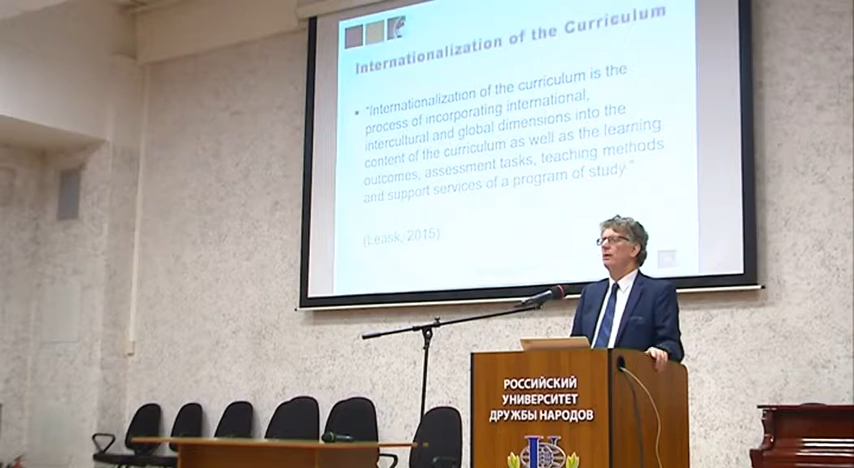 Internationalization of the Curriculum
▪ "Internationalization of the curriculum is the
process of incorporating international,
intercultural and global dimensions into the
content of the curriculum as well as the learning
outcomes, assessment tasks, teaching methods
and support services of a program of study"
(Leask, 2015)
РОССИЙСКИЙ
УНИВЕРСИТЕТ
ДРУЖБЫ НАРОДОВ